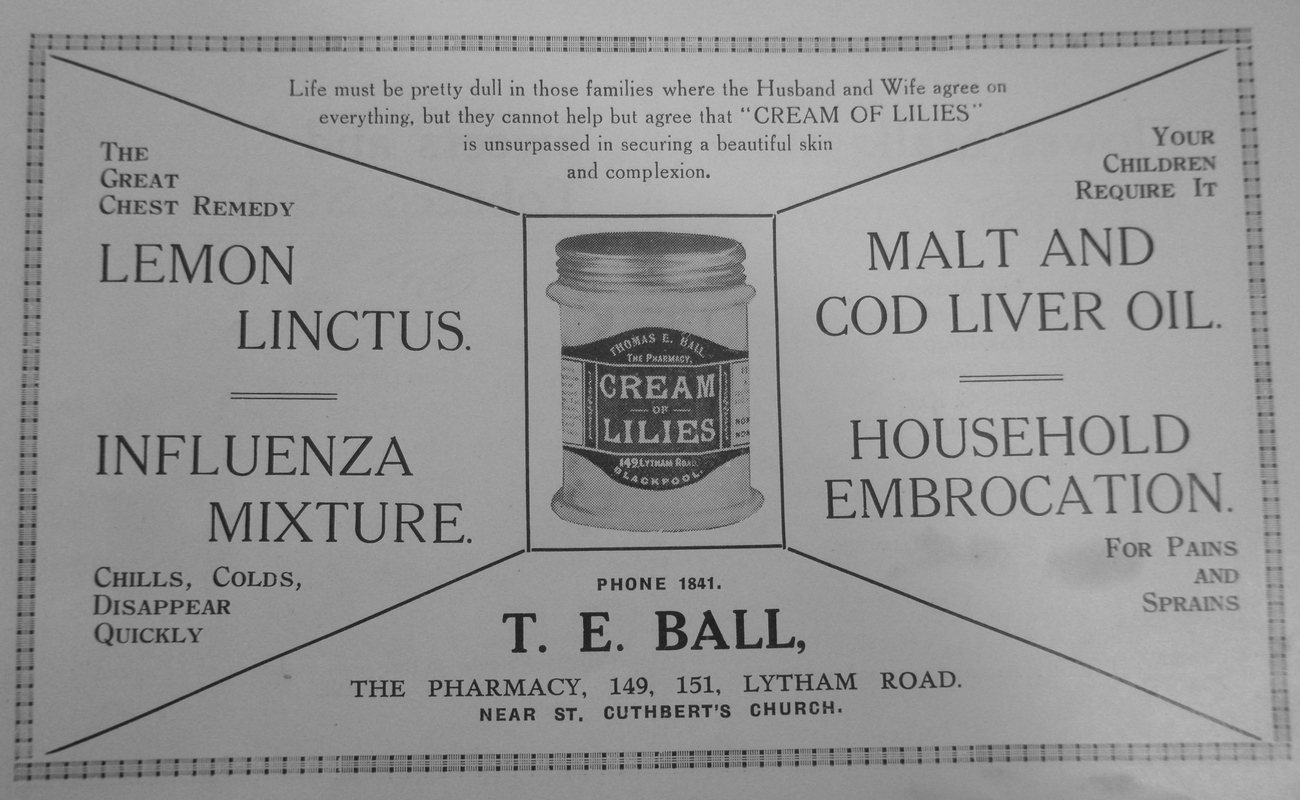 Life must be pretty dull in those families where the Husband and Wife agree on
everything, but they cannot help but agree that "CREAM OF LILIES"
is unsurpassed in securing a beautiful skin
and complexion.
THE
GREAT
CHEST REMEDY
LEMON
LINCTUS.
INFLUENZA
MIXTURE.
CHILLS, COLDS,
DISAPPEAR
QUICKLY
THOMAS E. BALL
THE PHARMACY,
CREAM
OF
LILIES
149 LYTHAM ROAD
BLACKPOOL.
YOUR
CHILDREN
REQUIRE IT
MALT AND
COD LIVER OIL.
HOUSEHOLD
EMBROCATION.
FOR PAINS
AND
SPRAINS
PHONE 1841.
T. E. BALL,
THE PHARMACY, 149, 151, LYTHAM ROAD.
NEAR ST. CUTHBERT'S CHURCH.